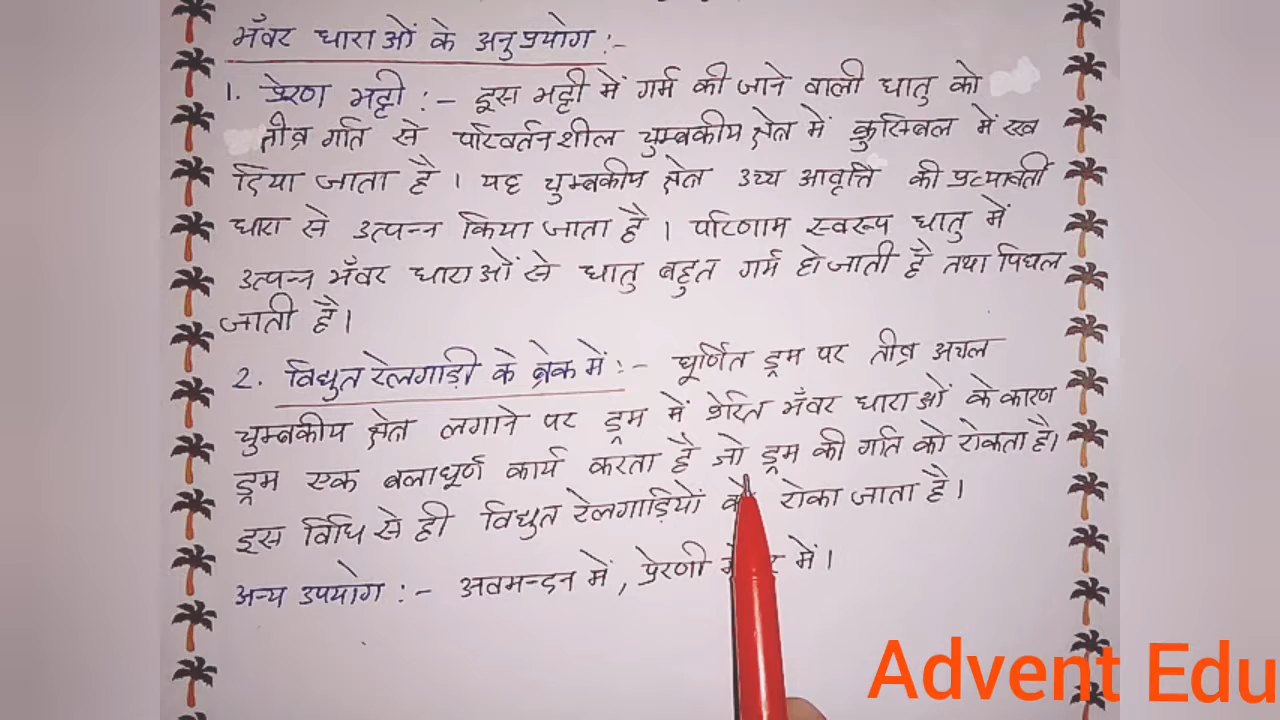 भँवर धाराओं के अनुप्रयोग :-
1. प्रेरण भट्टी :- इस भट्टी में गर्म की जाने वाली धातु को
तीव्र गति से परिवर्तनशील चुम्बकीय क्षेत्र में कुसिबल में रख
दिया जाता है । यह चुम्बकीय क्षेत्र उच्च आवृत्ति की प्रत्यावर्ती
धारा से उत्पन्न किया जाता है । परिणाम स्वरूप धातु में
उत्पन्न भँवर धाराओं से धातु बहुत गर्म हो जाती है तथा पिघल
जाती है ।
2. विद्युत रेलगाड़ी के ब्रेक में :- घूर्णित ड्रम पर तीव्र अचल
चुम्बकीय क्षेत्र लगाने पर ड्रम में प्रेरित भँवर धाराओं के कारण
ड्रम एक बलाघूर्ण कार्य करता है जो ड्रम की गति को रोकता है।
इस विधि से ही विद्युत रेलगाड़ियों रोका जाता है ।
अन्य उपयोग :- अवमन्दन में , प्रेरणी में ।
Advent Edu